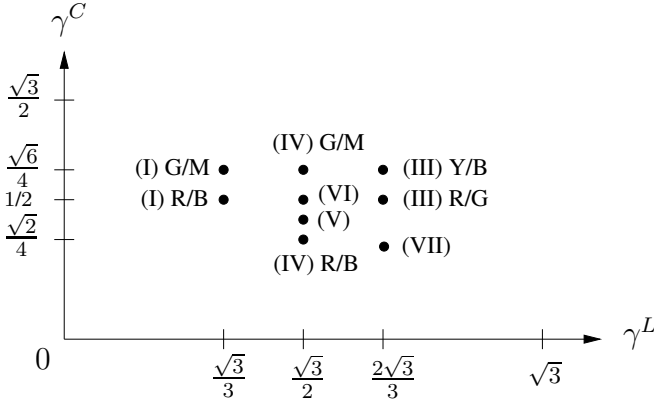 γ^C
√3/2
(IV) G/M
√6/4
(I) G/M
(III) Y/B
1/2
(I) R/B
(VI)
(III) R/G
(V)
√2/4
(VII)
(IV) R/B
γ^L
0
√3/3
√3/2
2√3/3
√3